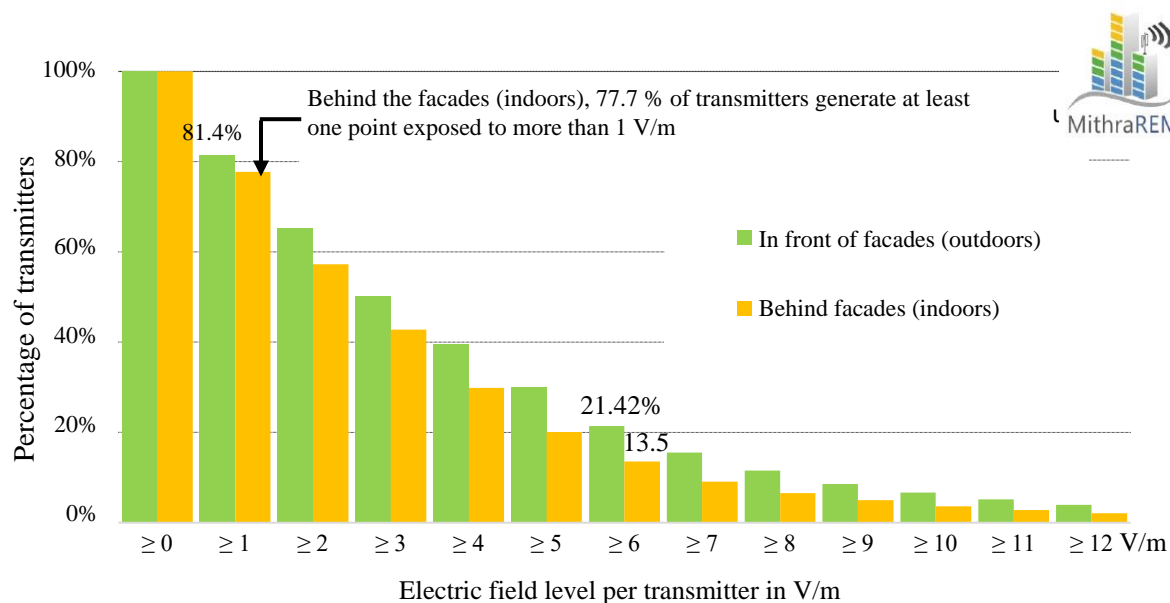 100%
80%
60%
40%
20%
0%
Percentage of transmitters
Behind the facades (indoors), 77.7 % of transmitters generate at least
one point exposed to more than 1 V/m
81.4%
21.42%
13.5
In front of facades (outdoors)
Behind facades (indoors)
MithraREM
≥ 0 ≥ 1 ≥ 2 ≥ 3 ≥ 4 ≥ 5 ≥ 6 ≥ 7 ≥ 8 ≥ 9 ≥ 10 ≥ 11 ≥ 12 V/m
Electric field level per transmitter in V/m